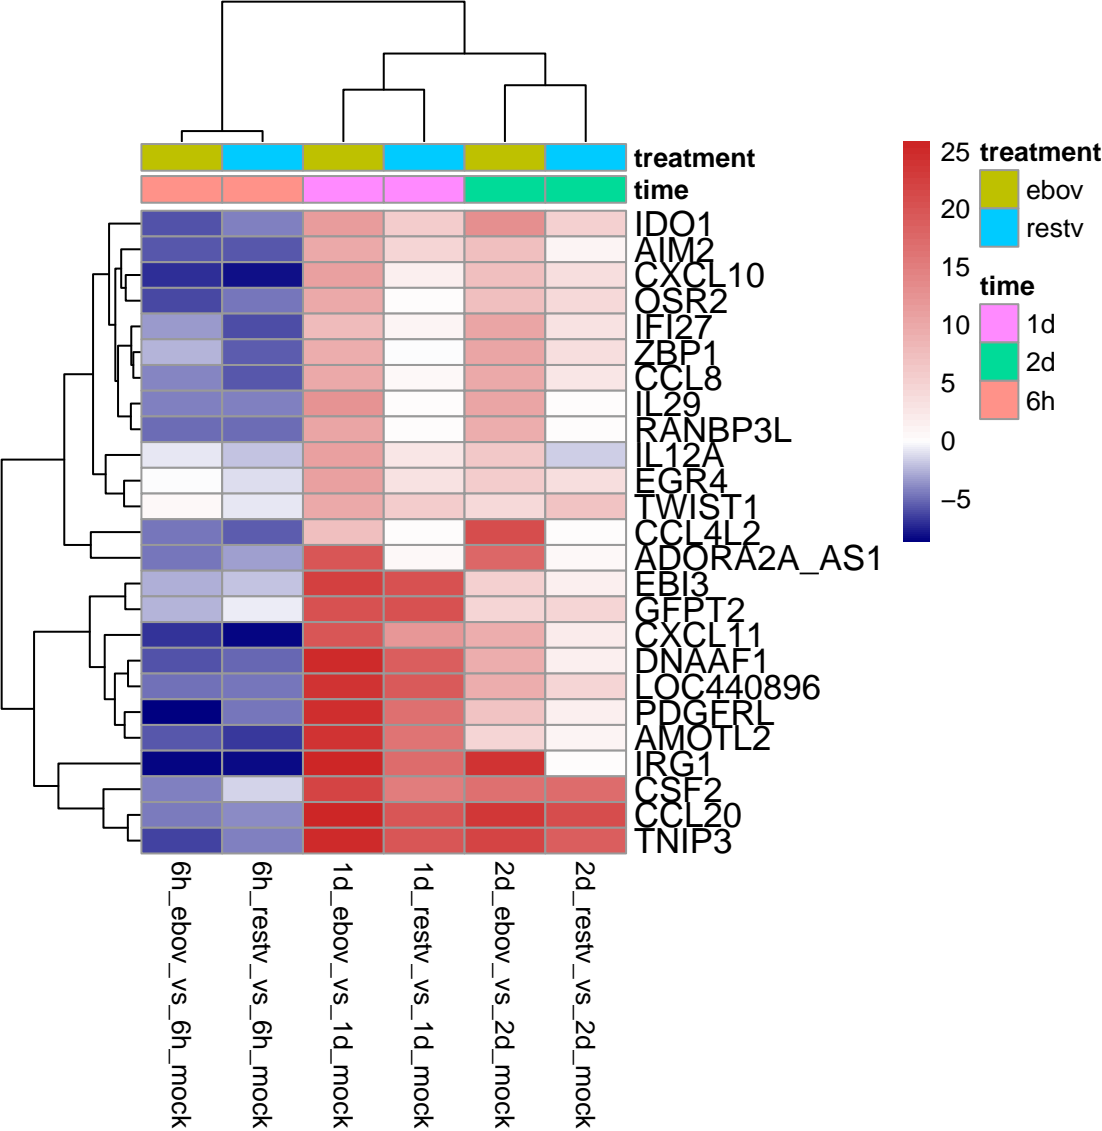 treatment
time
IDO1
AIM2
CXCL10
OSR2
IFI27
ZBP1
CCL8
IL29
RANBP3L
IL12A
EGR4
TWIST1
CCL4L2
ADORA2A_AS1
EBI3
GFPT2
CXCL11
DNAAF1
LOC440896
PDGFRL
AMOTL2
IRG1
CSF2
CCL20
TNIP3
6h_ebov_vs_6h_mock
6h_restv_vs_6h_mock
1d_ebov_vs_1d_mock
1d_restv_vs_1d_mock
2d_ebov_vs_2d_mock
2d_restv_vs_2d_mock
25
20
15
10
5
0
−5
treatment
ebov
restv
time
1d
2d
6h